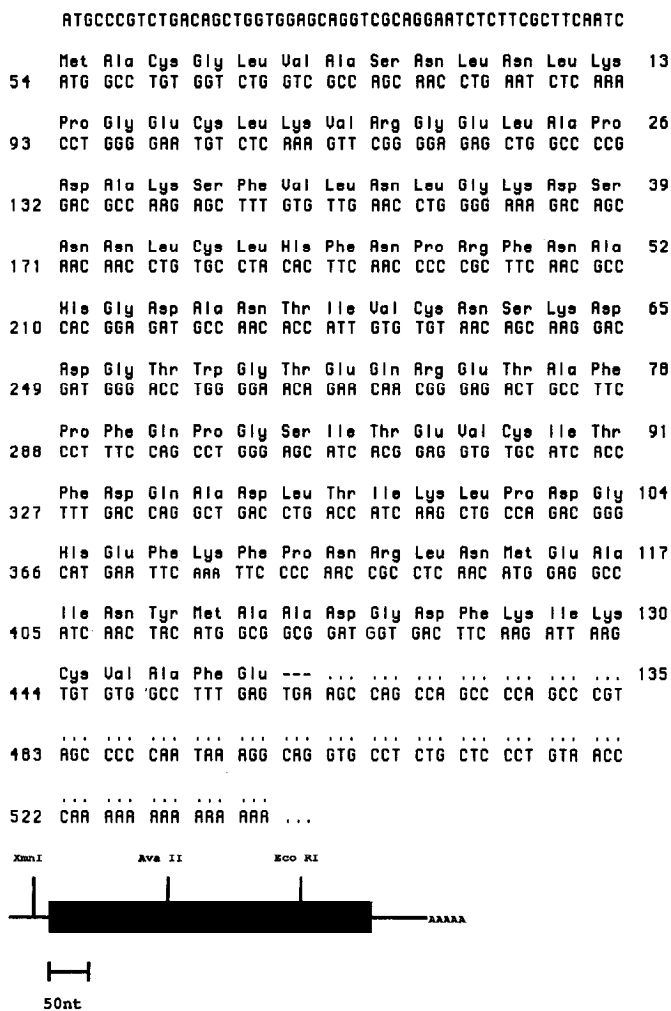 ATGCCCGTCTGACAGCTGGTGGAGCAGGTCGCAGGAATCTCTTCGCTTCAATC
Met Ala Cys Gly Leu Val Ala Ser Asn Leu Asn Leu Lys 13
54 ATG GCC TGT GGT CTG GTC GCC AGC AAC CTG AAT CTC AAA
Pro Gly Glu Cys Leu Lys Val Arg Gly Glu Leu Ala Pro 26
93 CCT GGG GAA TGT CTC AAA GTT CGG GGA GAG CTG GCC CCG
Asp Ala Lys Ser Phe Val Leu Asn Leu Gly Lys Asp Ser 39
132 GAC GCC AAG AGC TTT GTG TTG AAC CTG GGG AAA GAC AGC
Asn Asn Leu Cys Leu His Phe Asn Pro Arg Phe Asn Ala 52
171 AAC AAC CTG TGC CTA CAC TTC AAC CCC CGC TTC AAC GCC
His Gly Asp Ala Asn Thr Ile Val Cys Asn Ser Lys Asp 65
210 CAC GGA GAT GCC AAC ACC ATT GTG TGT AAC AGC AAG GAC
Asp Gly Thr Trp Gly Thr Glu Gln Arg Glu Thr Ala Phe 78
249 GAT GGG ACC TGG GGA ACA GAA CAA CGG GAG ACT GCC TTC
Pro Phe Gln Pro Gly Ser Ile Thr Glu Val Cys Ile Thr 91
288 CCT TTC CAG CCT GGG AGC ATC ACG GAG GTG TGC ATC ACC
Phe Asp Gln Ala Asp Leu Thr Ile Lys Leu Pro Asp Gly 104
327 TTT GAC CAG GCT GAC CTG ACC ATC AAG CTG CCA GAC GGG
His Glu Phe Lys Phe Pro Asn Arg Leu Asn Met Glu Ala 117
366 CAT GAA TTC AAA TTC CCC AAC CGC CTC AAC ATG GAG GCC
Ile Asn Tyr Met Ala Ala Asp Gly Asp Phe Lys Ile Lys 130
405 ATC AAC TAC ATG GCG GCG GAT GGT GAC TTC AAG ATT AAG
Cys Val Ala Phe Glu --- ... ... ... ... ... ... ... 135
444 TGT GTG GCC TTT GAG TGA AGC CAG CCA GCC CCA GCC CGT
... ... ... ... ... ... ... ... ... ... ... ... ...
483 AGC CCC CAA TAA AGG CAG GTG CCT CTG CTC CCT GTA ACC
... ... ... ... ...
522 CAA AAA AAA AAA AAA ...
XmnI Ava II Eco RI
AAAAA
50nt